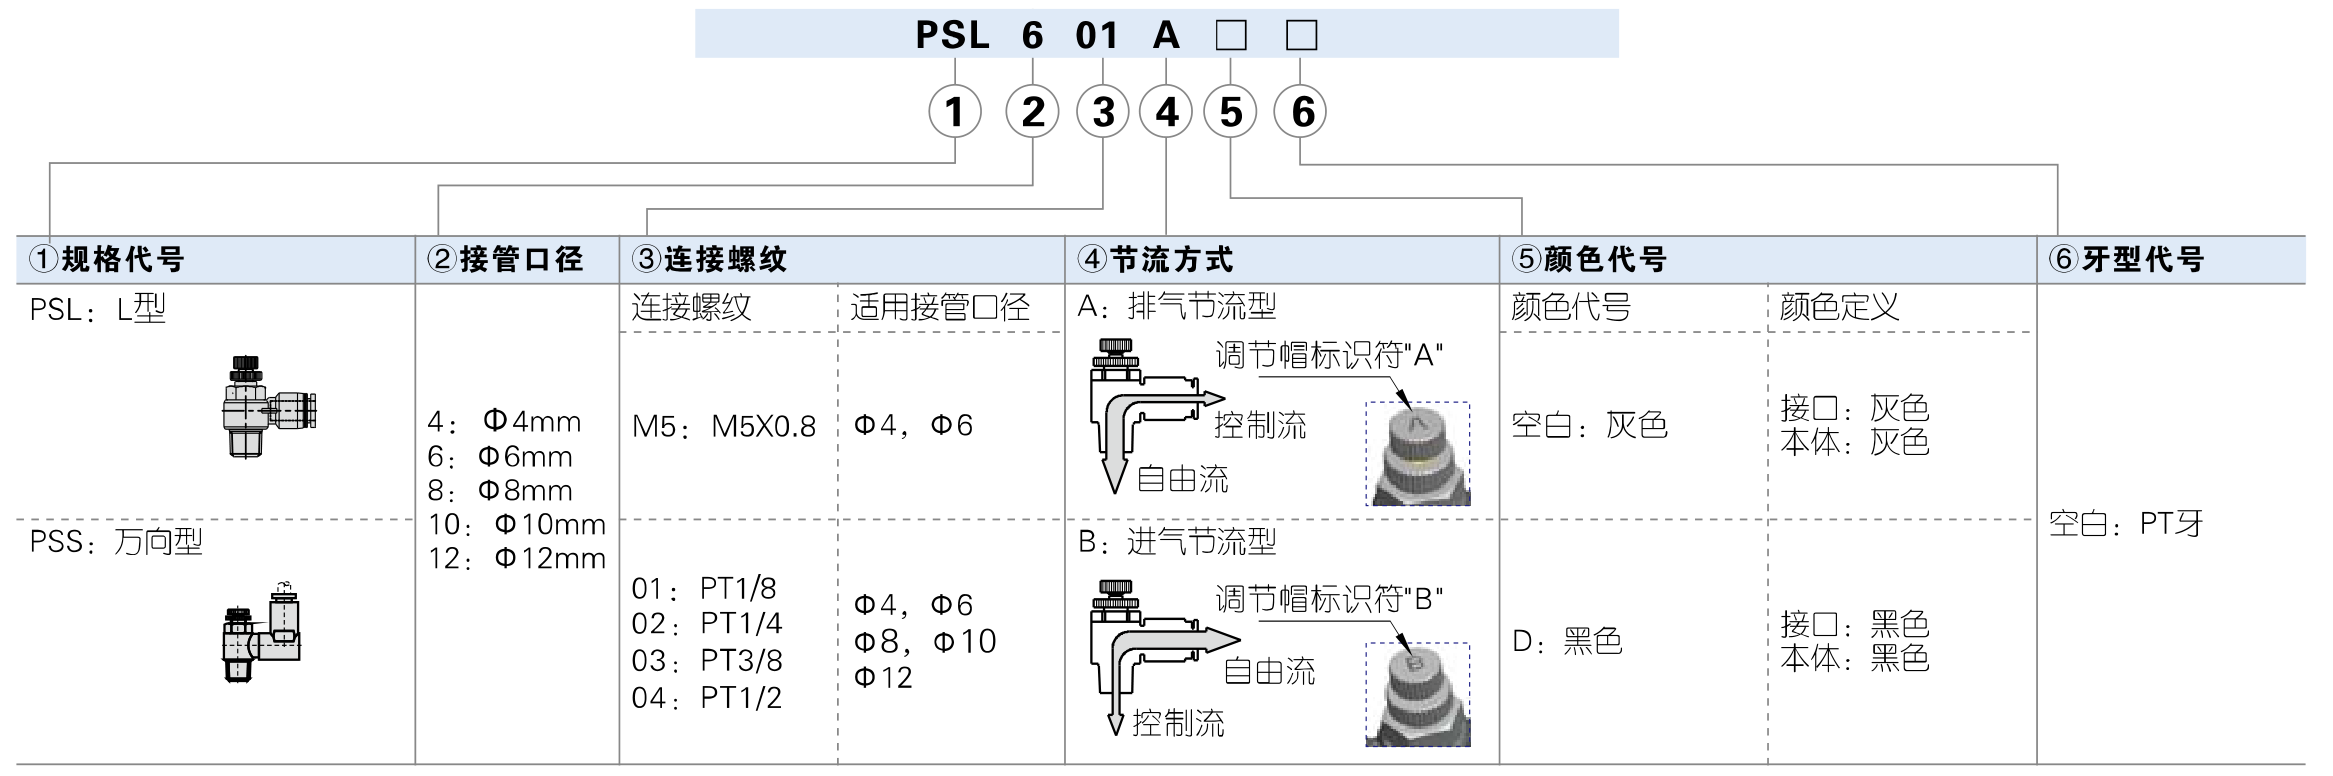 PSL 6 01 A □ □
1 2 3 4 5 6
①规格代号 ②接管口径 ③连接螺纹 ④节流方式 ⑤颜色代号 ⑥牙型代号
PSL：L型
PSS：万向型
4： Φ4mm
6： Φ6mm
8： Φ8mm
10： Φ10mm
12： Φ12mm
连接螺纹 适用接管口径
M5： M5X0.8 Φ4，Φ6
01： PT1/8
02： PT1/4
03： PT3/8
04： PT1/2
Φ4，Φ6
Φ8，Φ10
Φ12
A：排气节流型
调节帽标识符"A"
A
控制流
自由流
B：进气节流型
调节帽标识符"B"
B
自由流
控制流
颜色代号 颜色定义
空白：灰色
接口：灰色
本体：灰色
D：黑色
接口：黑色
本体：黑色
空白：PT牙